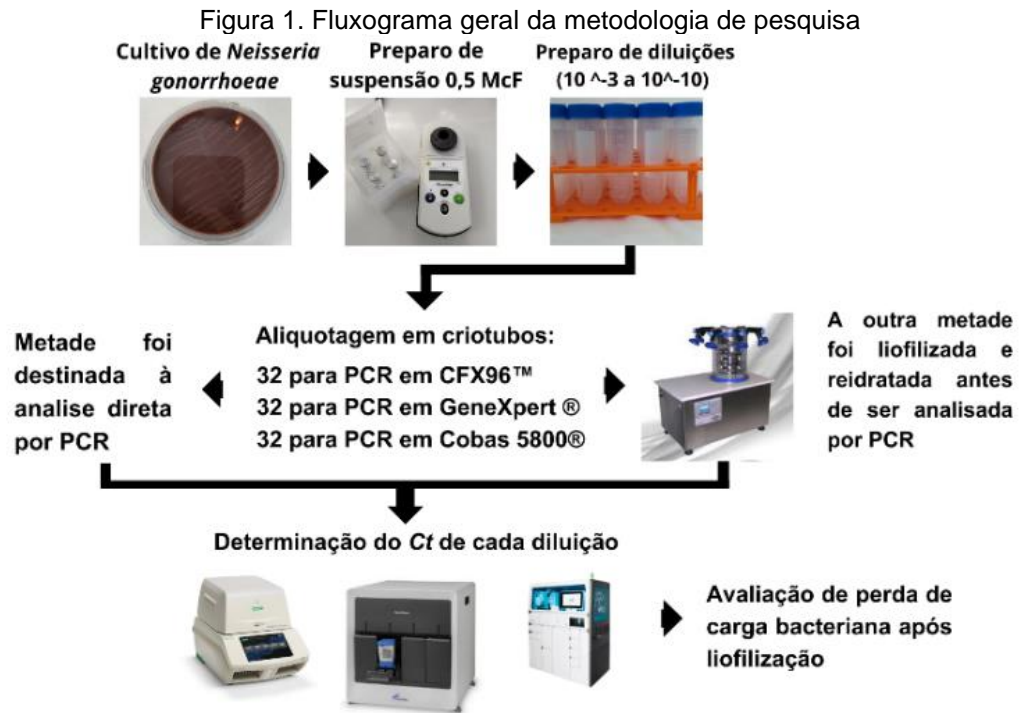 Figura 1. Fluxograma geral da metodologia de pesquisa
Cultivo de Neisseria
gonorrhoeae
Preparo de
suspensão 0,5 McF
Preparo de diluições
(10 ^-3 a 10^-10)
Metade foi
destinada à
analise direta
por PCR
Aliquotagem em criotubos:
32 para PCR em CFX96™
32 para PCR em GeneXpert ®
32 para PCR em Cobas 5800®
A outra metade
foi liofilizada e
reidratada antes
de ser analisada
por PCR
Determinação do Ct de cada diluição
Avaliação de perda de
carga bacteriana após
liofilização